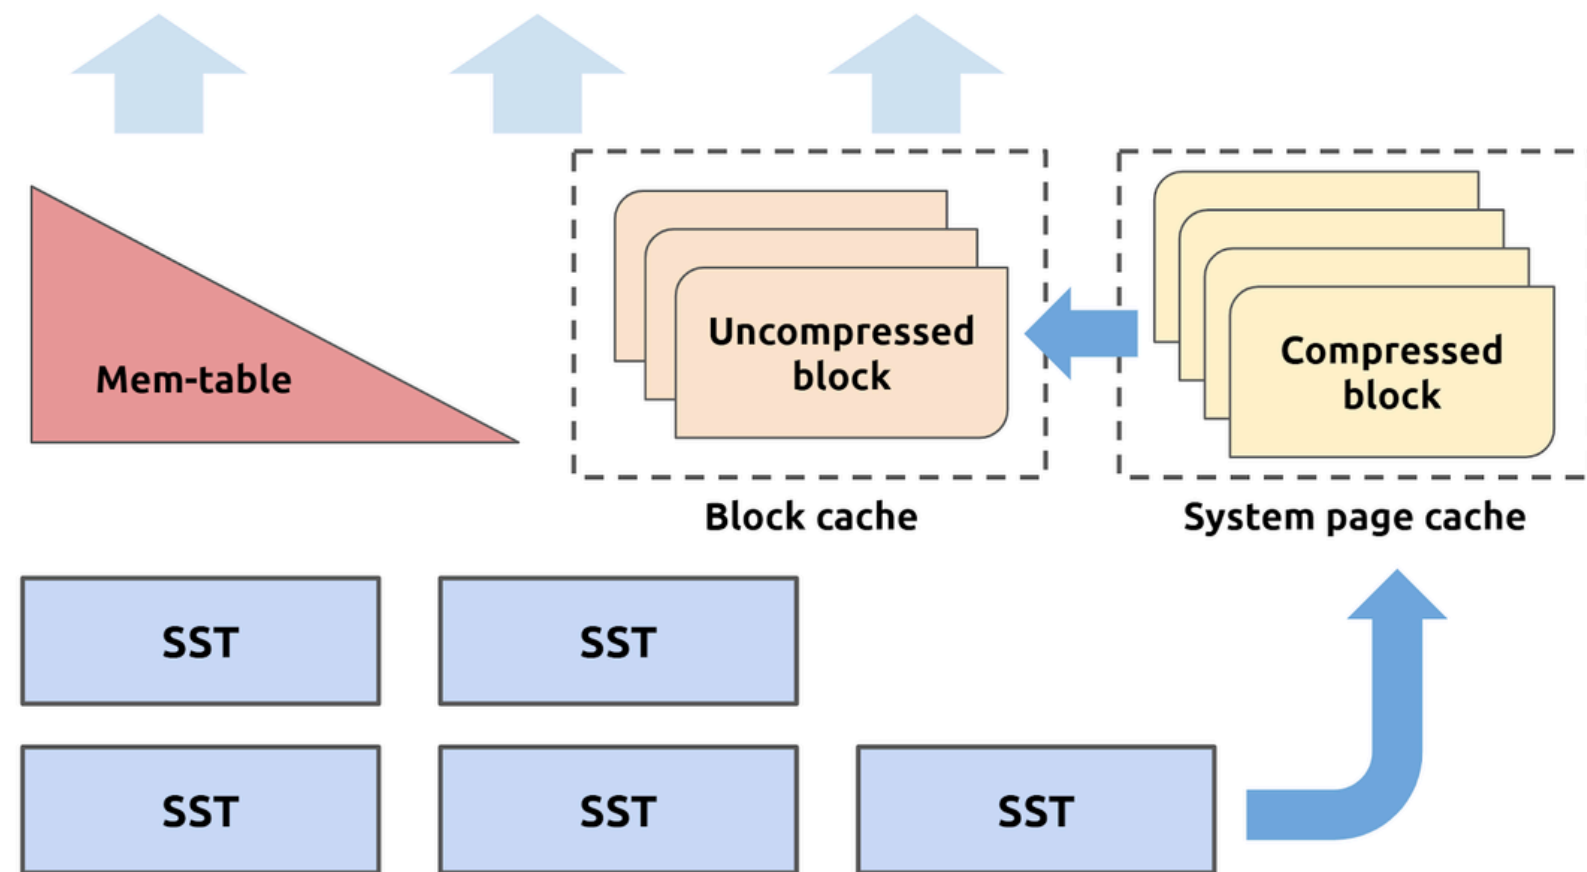 Mem-table
Uncompressed
block
Compressed
block
Block cache
System page cache
SST
SST
SST
SST
SST